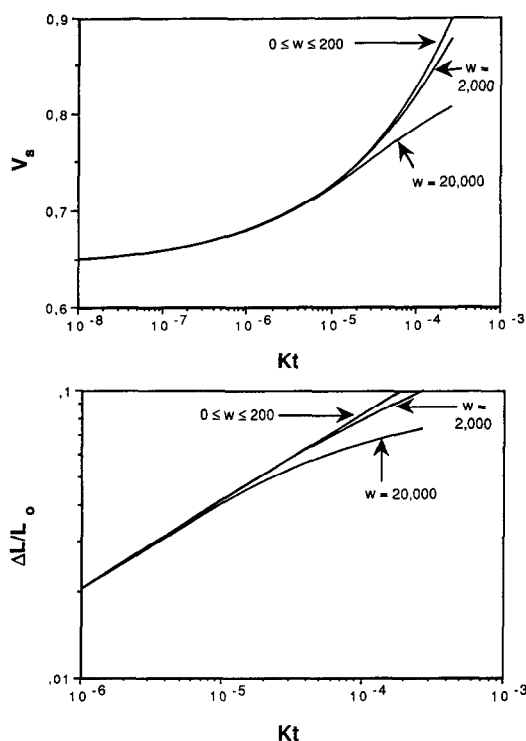 0,9
0 ≤ w ≤ 200
w =
2,000
0,8
V_s
w = 20,000
0,7
0,6
10^-8
10^-7
10^-6
10^-5
10^-4
10^-3
Kt
,1
0 ≤ w ≤ 200
w =
2,000
w = 20,000
ΔL/L_o
,01
10^-6
10^-5
10^-4
10^-3
Kt